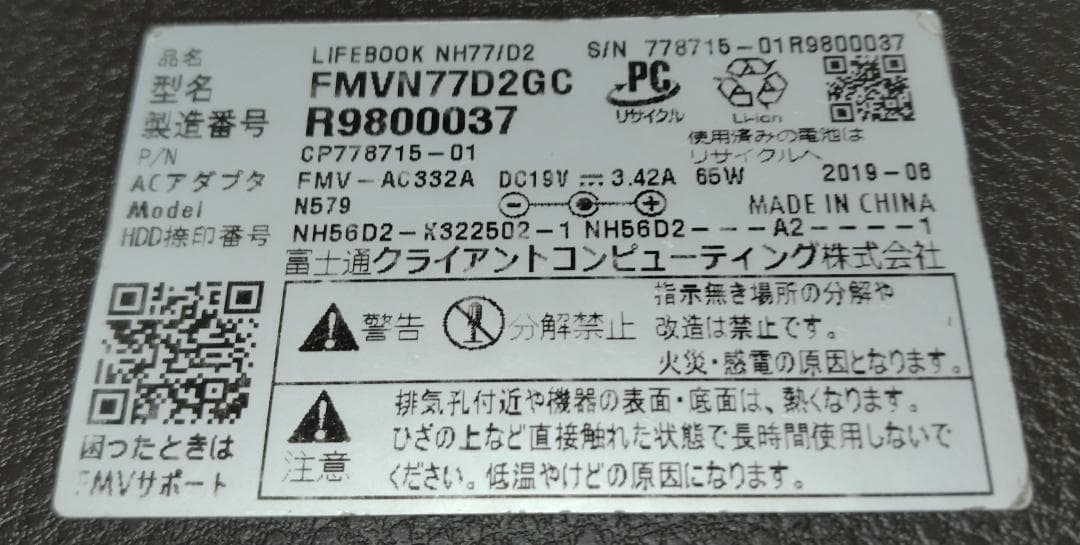 品名 LIFEBOOK NH77/D2 S/N 778715-01R9800037
型名 FMVN77D2GC
PC
リサイクル
Li-ion
製造番号 R9800037
使用済みの電池は
リサイクルへ
P/N CP778715-01
ACアダプタ FMV-AC332A DC19V 3.42A 65W 2019-08
Model N579 MADE IN CHINA
HDD捺印番号 NH56D2-K322502-1 NH56D2---A2----1
富士通クライアントコンピューティング株式会社
警告 分解禁止
指示無き場所の分解や
改造は禁止です。
火災・感電の原因となります。
注意
排気孔付近や機器の表面・底面は、熱くなります。
ひざの上など直接触れた状態で長時間使用しないで
ください。低温やけどの原因になります。
困ったときは
FMVサポート